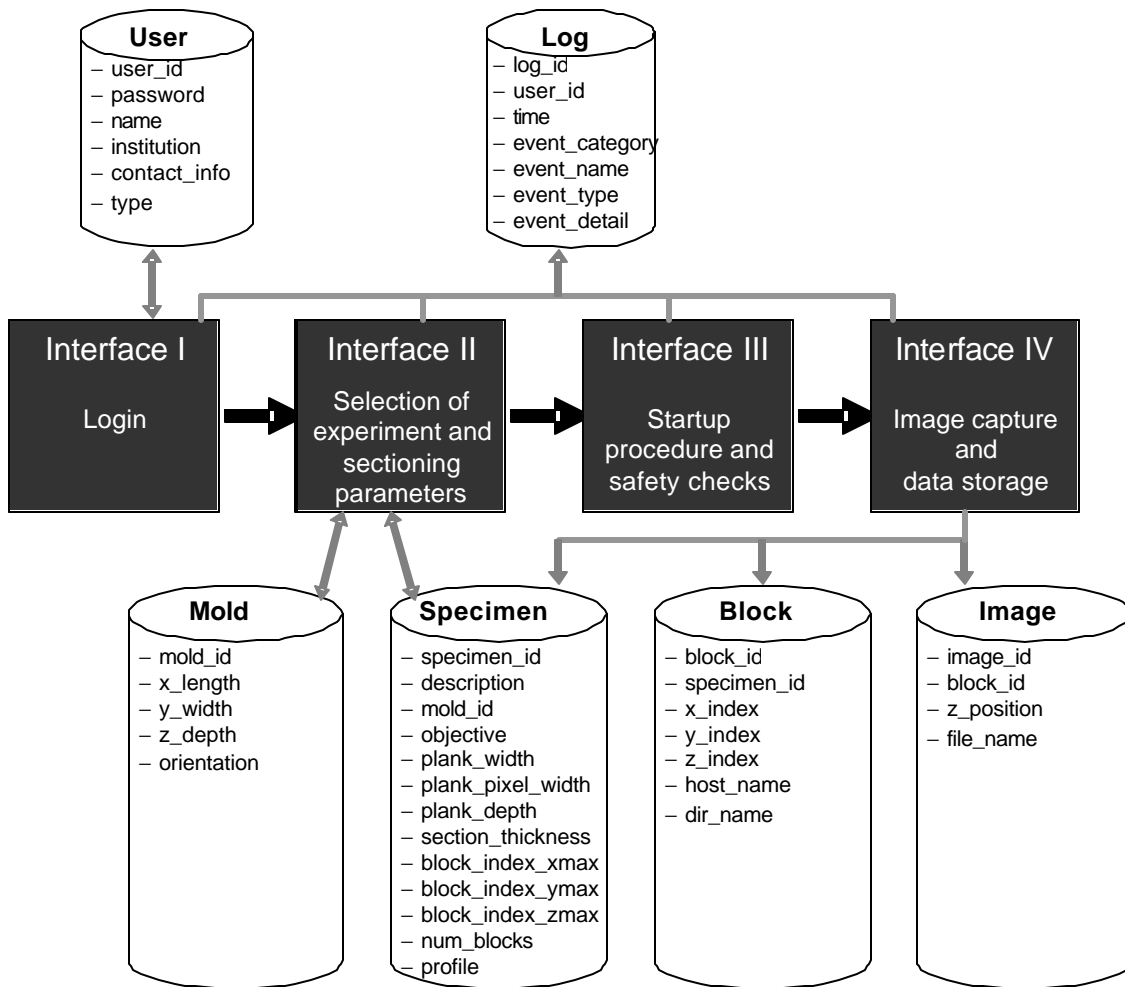 User
– user_id
– password
– name
– institution
– contact_info
– type
Log
– log_id
– user_id
– time
– event_category
– event_name
– event_type
– event_detail
Interface I
Login
Interface II
Selection of
experiment and
sectioning
parameters
Interface III
Startup
procedure and
safety checks
Interface IV
Image capture
and
data storage
Mold
– mold_id
– x_length
– y_width
– z_depth
– orientation
Specimen
– specimen_id
– description
– mold_id
– objective
– plank_width
– plank_pixel_width
– plank_depth
– section_thickness
– block_index_xmax
– block_index_ymax
– block_index_zmax
– num_blocks
– profile
Block
– block_id
– specimen_id
– x_index
– y_index
– z_index
– host_name
– dir_name
Image
– image_id
– block_id
– z_position
– file_name